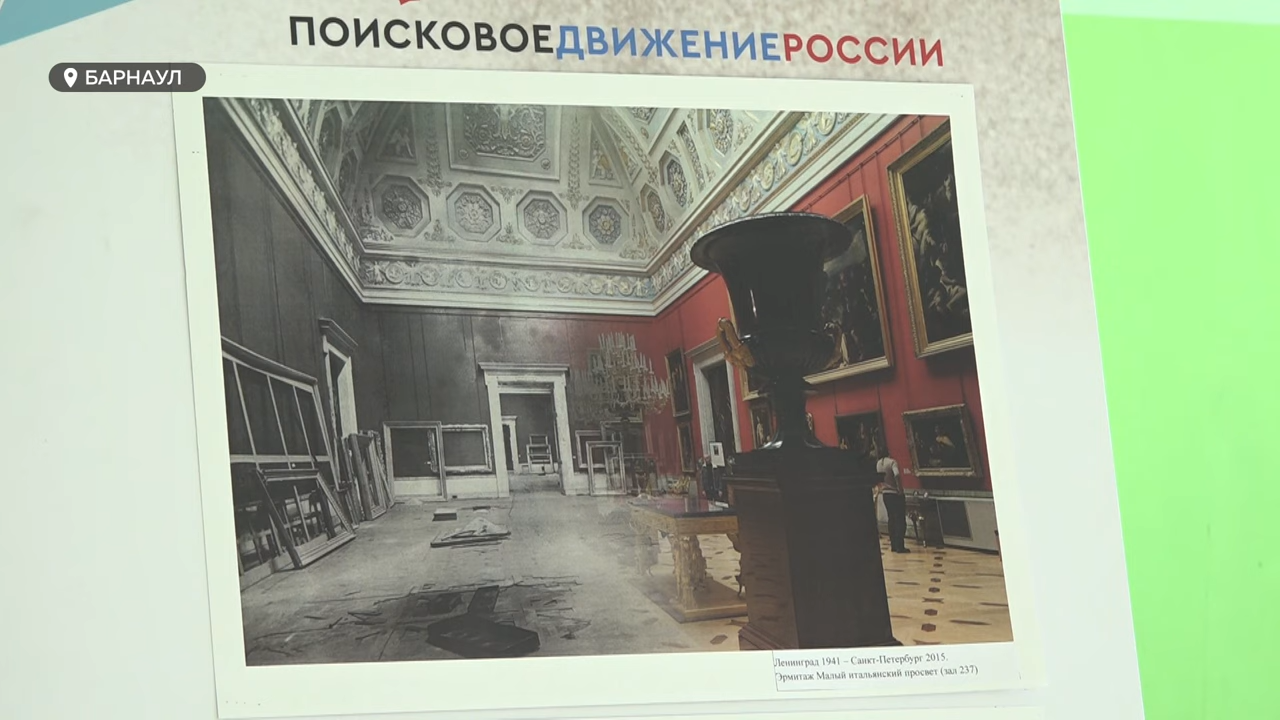 ПОИСКОВОЕДВИЖЕНИЕРОССИИ
БАРНАУЛ
Ленинград 1941 – Санкт-Петербург 2015.
Эрмитаж Малый итальянский просвет (зал 237)